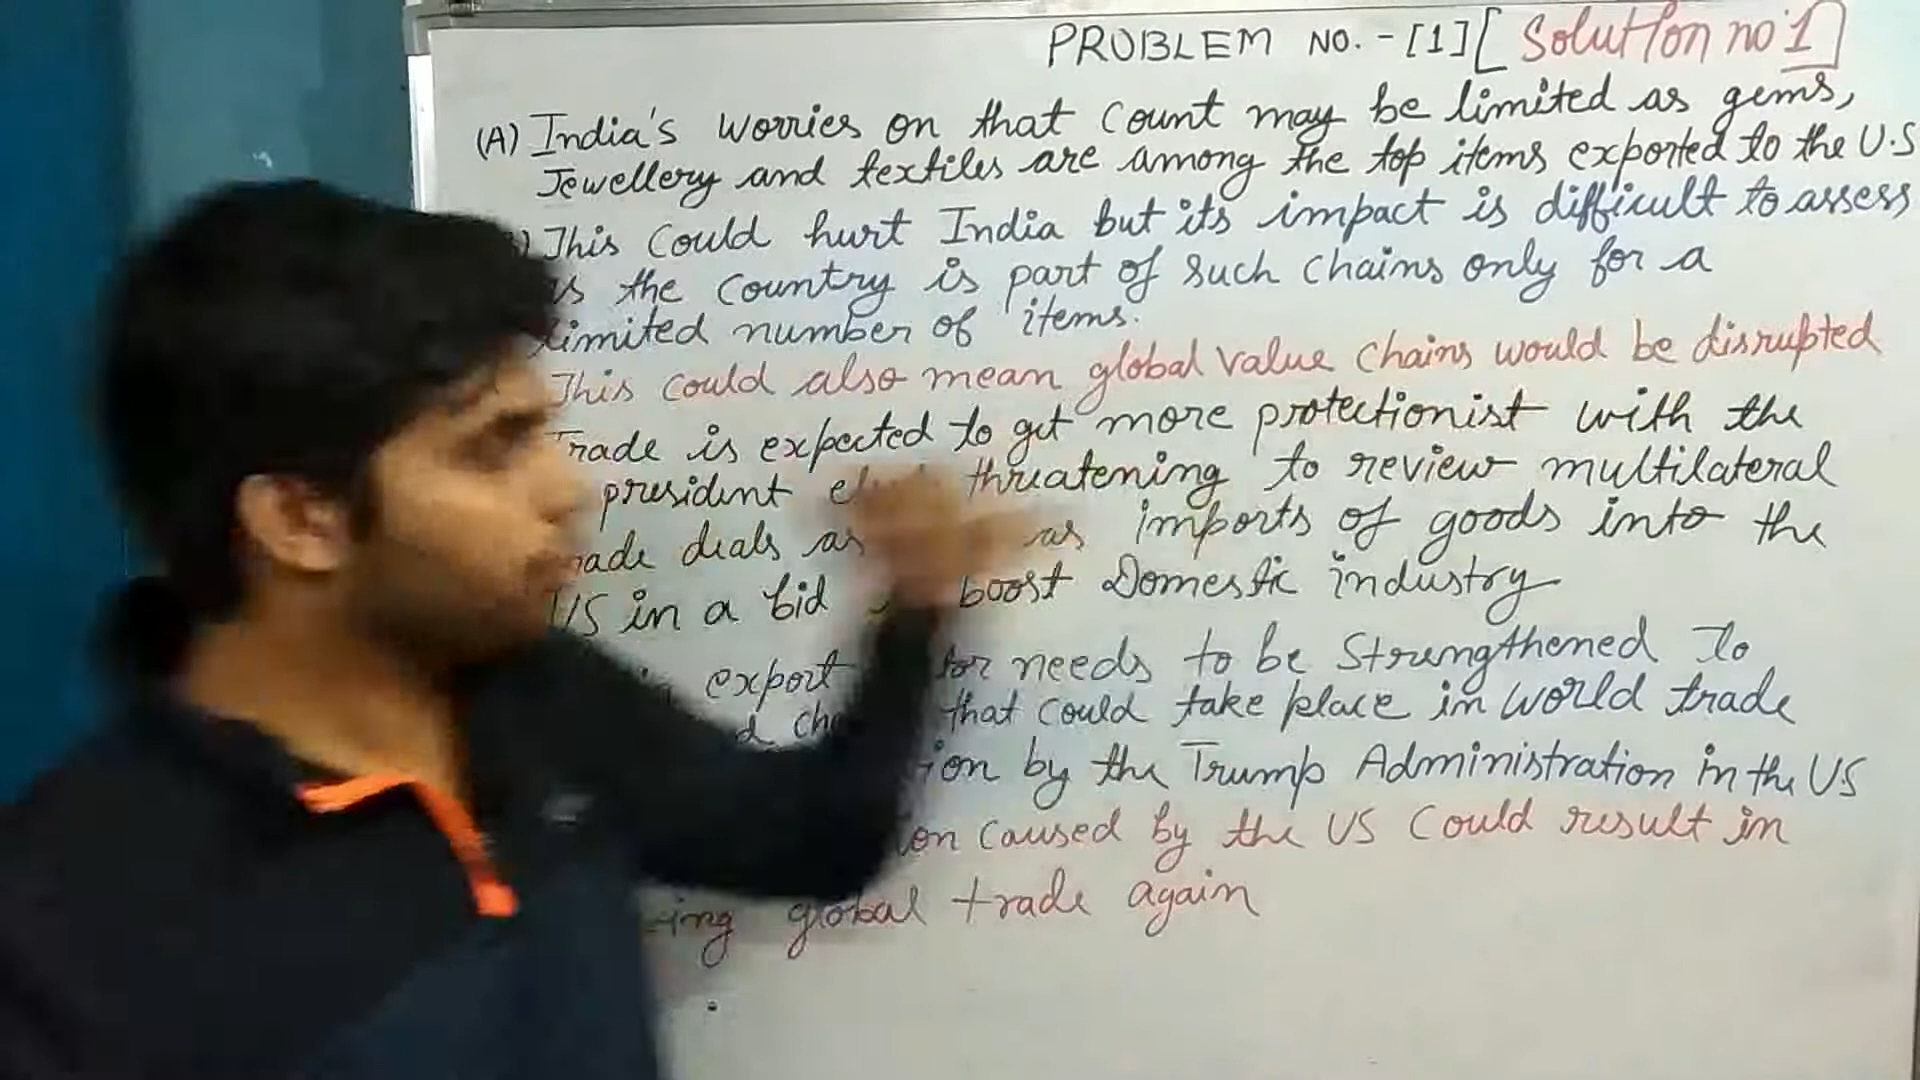 PROBLEM NO. - [1] [Solution no 1]
(A) India's worries on that count may be limited as gems,
Jewellery and textiles are among the top items exported to the U.S
) This could hurt India but its impact is difficult to assess
as the country is part of such chains only for a
limited number of items.
This could also mean global value chains would be disrupted
Trade is expected to get more protectionist with the
president threatening to review multilateral
deals as as imports of goods into the
US in a bid boost Domestic industry
export needs to be Strengthened To
that could take place in world trade
by the Trump Administration in the US
caused by the US Could result in
global trade again